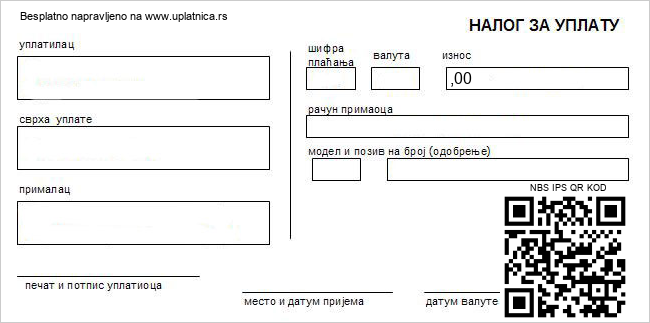 Besplatno napravljeno na www.uplatnica.rs
НАЛОГ ЗА УПЛАТУ
уплатилац
шифра
плаћања
валута
износ
,00
рачун примаоца
сврха уплате
модел и позив на број (одобрење)
прималац
NBS IPS QR KOD
печат и потпис уплатиоца
место и датум пријема
датум валуте